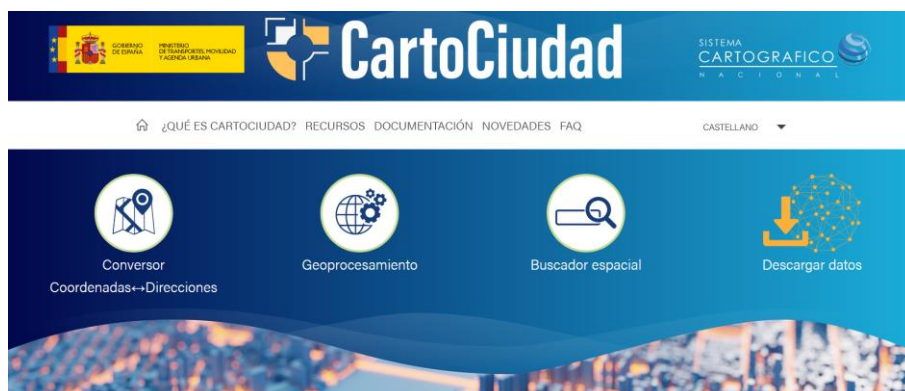 GOBIERNO
DE ESPAÑA
MINISTERIO
DE TRANSPORTES, MOVILIDAD
Y AGENDA URBANA
CartoCiudad
SISTEMA
CARTOGRAFICO
NACIONAL
¿QUÉ ES CARTOCIUDAD? RECURSOS DOCUMENTACIÓN NOVEDADES FAQ CASTELLANO
Conversor
Coordenadas↔Direcciones
Geoprocesamiento
Buscador espacial
Descargar datos